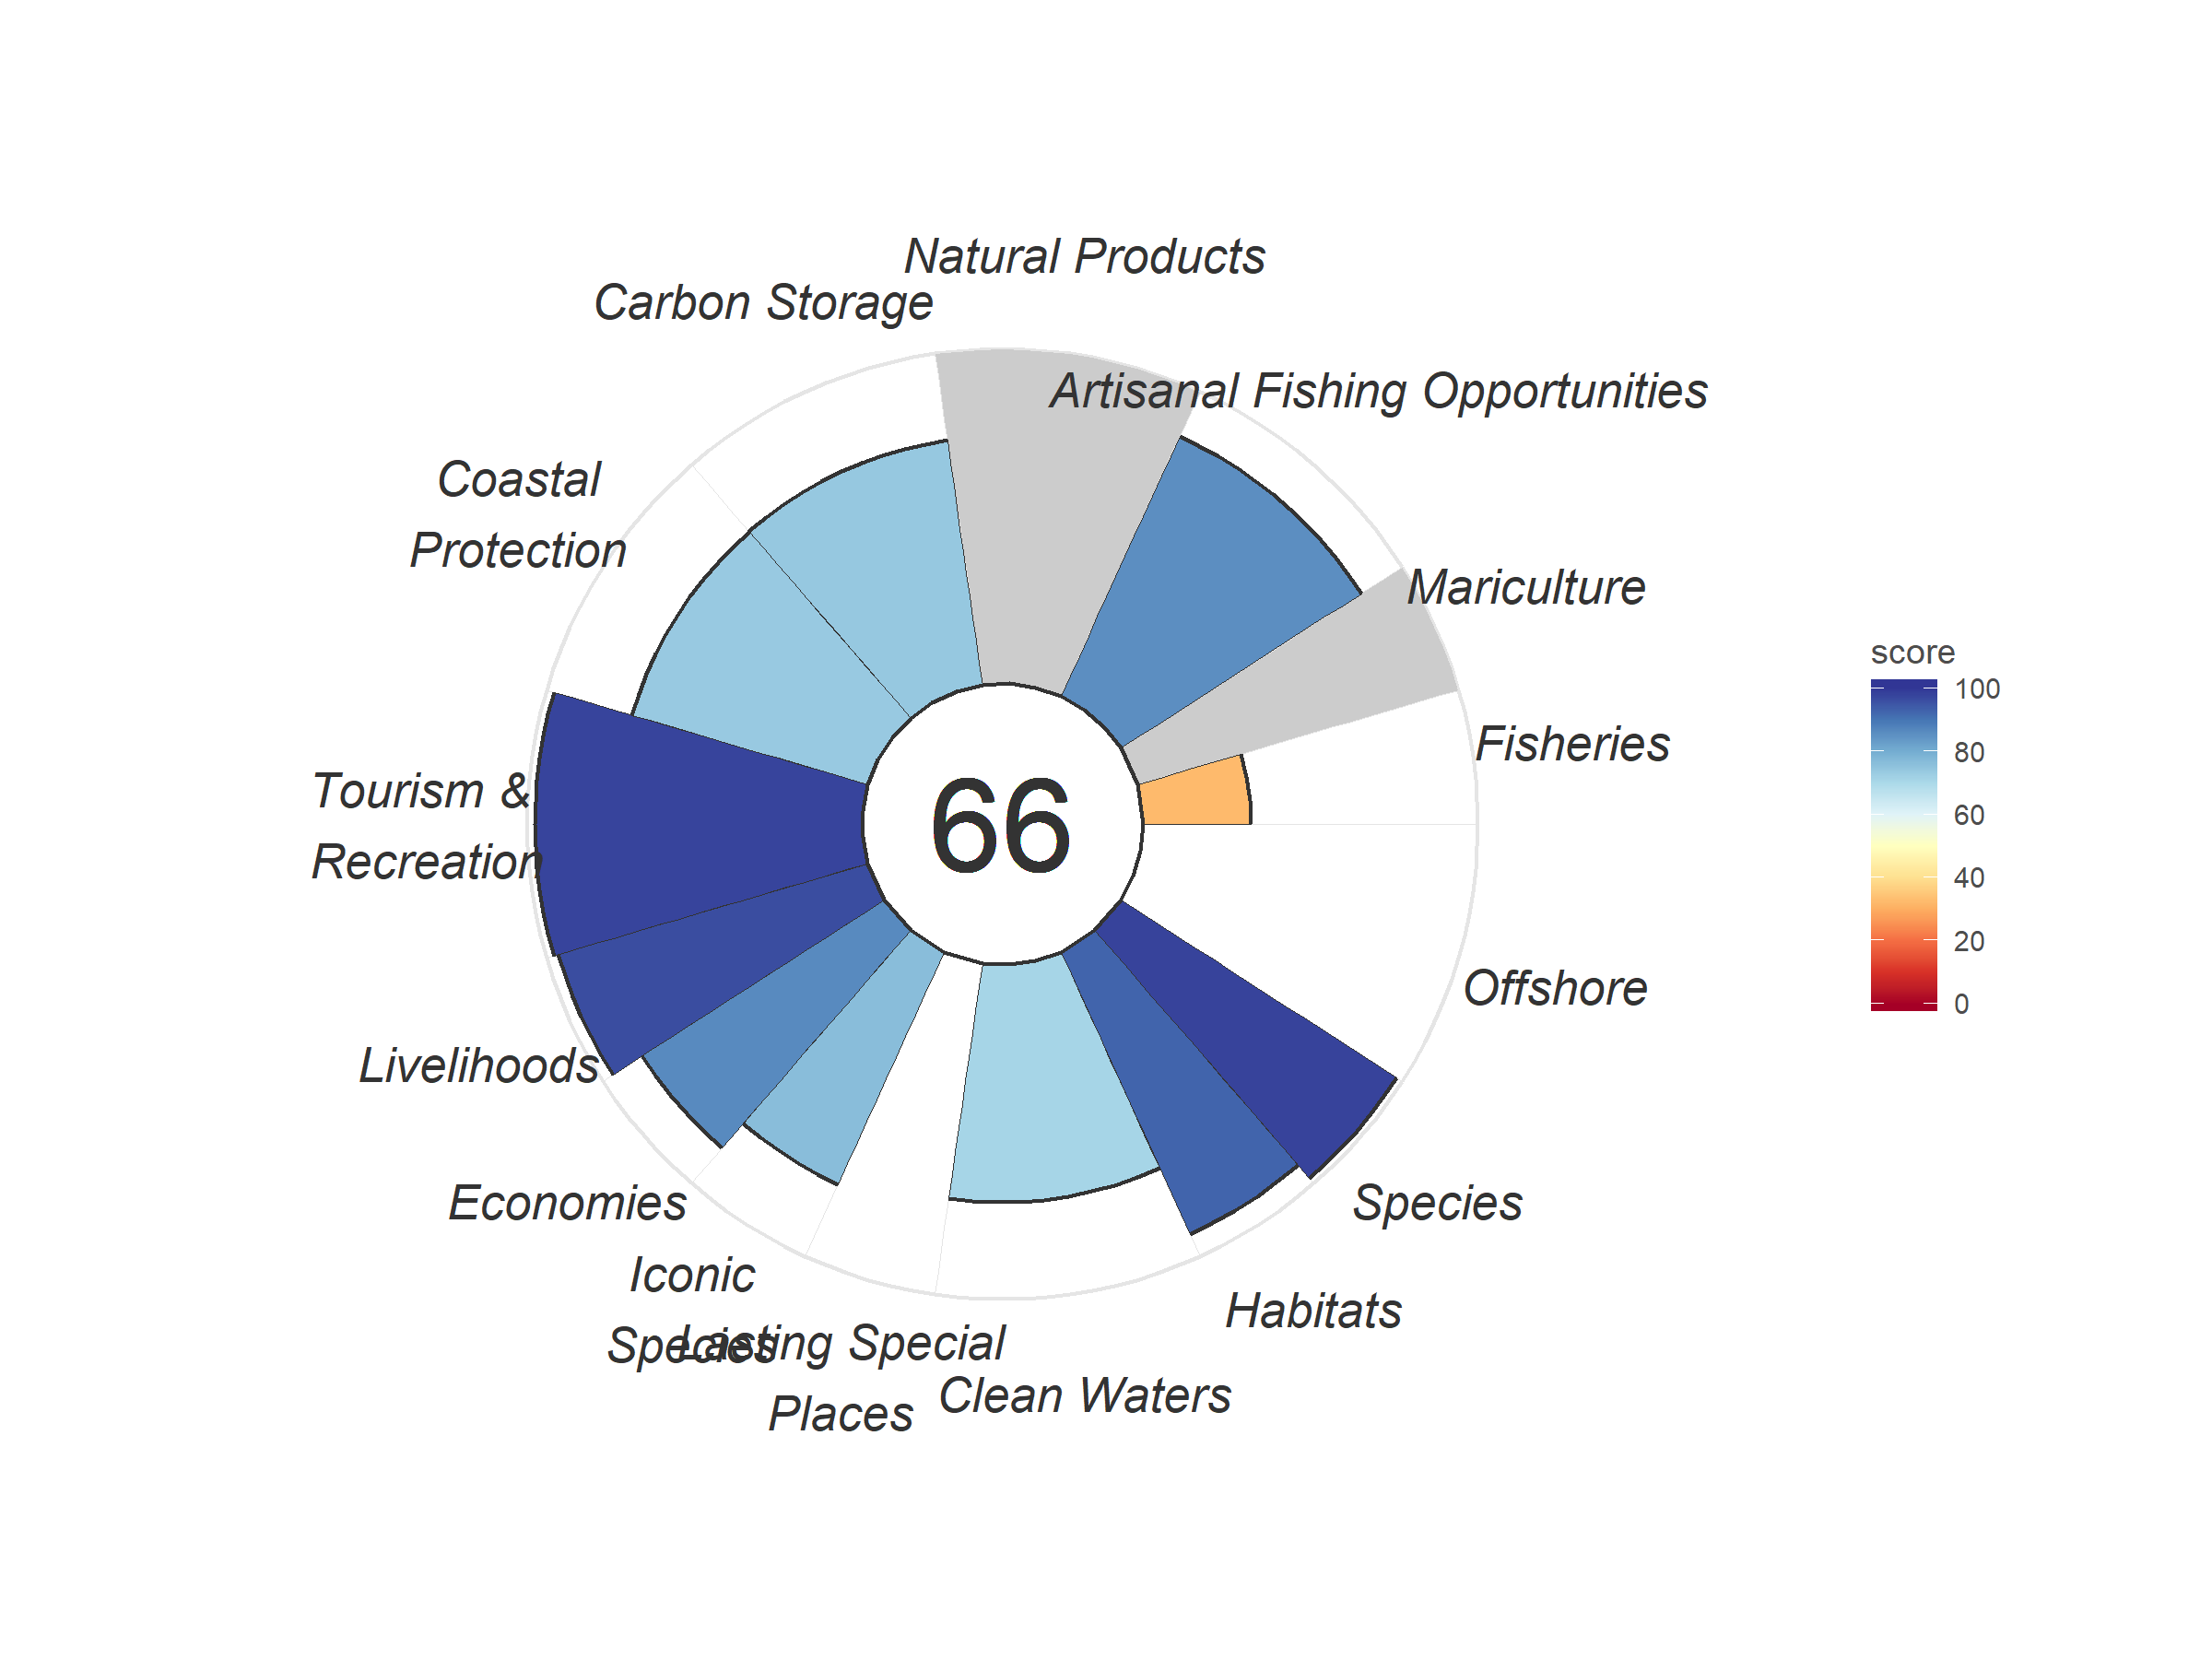 Natural Products
Carbon Storage
Artisanal Fishing Opportunities
Coastal
Protection
Mariculture
Fisheries
Tourism &
Recreation
66
Offshore
Livelihoods
Species
Economies
Iconic
Species
Habitats
Lasting Special
Places
Clean Waters
score
100
80
60
40
20
0